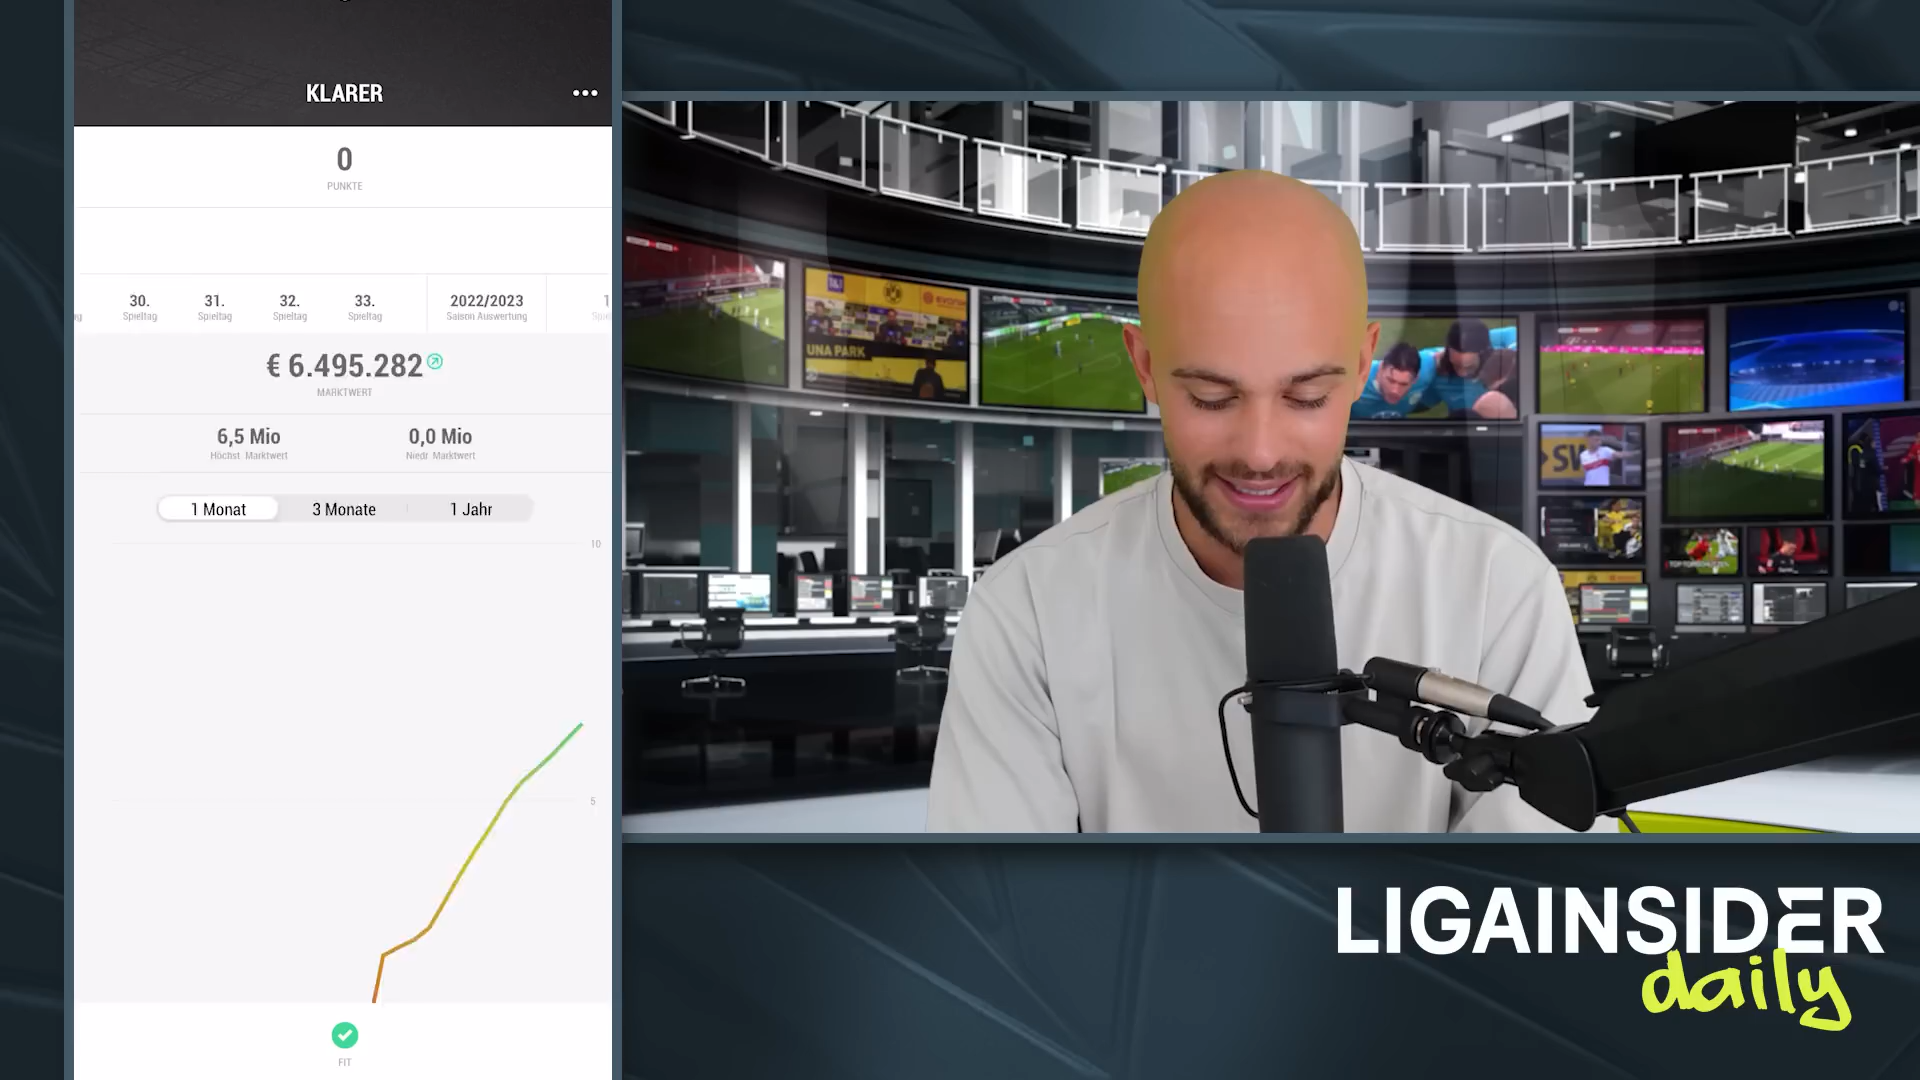 KLARER
0
PUNKTE
30. 31. 32. 33. 2022/2023
Spieltag Spieltag Spieltag Spieltag Saison Auswertung
€ 6.495.282
MARKTWERT
6,5 Mio 0,0 Mio
Höchst. Marktwert Niedr. Marktwert
1 Monat 3 Monate 1 Jahr
10
5
FIT
UNA PARK
TOP TORSCHÜTZEN
LIGAINSIDER
daily